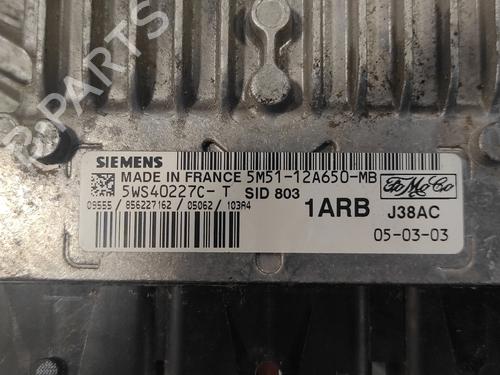 SIEMENS
MADE IN FRANCE 5M51-12A650-MB
5WS40227C-T SID 803
FoMoCo
09555 / 856227162 / 05062 / 103A4
1ARB J38AC
05-03-03